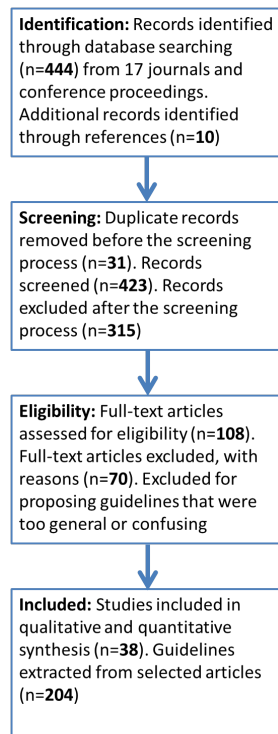 Identification: Records identified
through database searching
(n=444) from 17 journals and
conference proceedings.
Additional records identified
through references (n=10)
Screening: Duplicate records
removed before the screening
process (n=31). Records
screened (n=423). Records
excluded after the screening
process (n=315)
Eligibility: Full-text articles
assessed for eligibility (n=108).
Full-text articles excluded, with
reasons (n=70). Excluded for
proposing guidelines that were
too general or confusing
Included: Studies included in
qualitative and quantitative
synthesis (n=38). Guidelines
extracted from selected articles
(n=204)